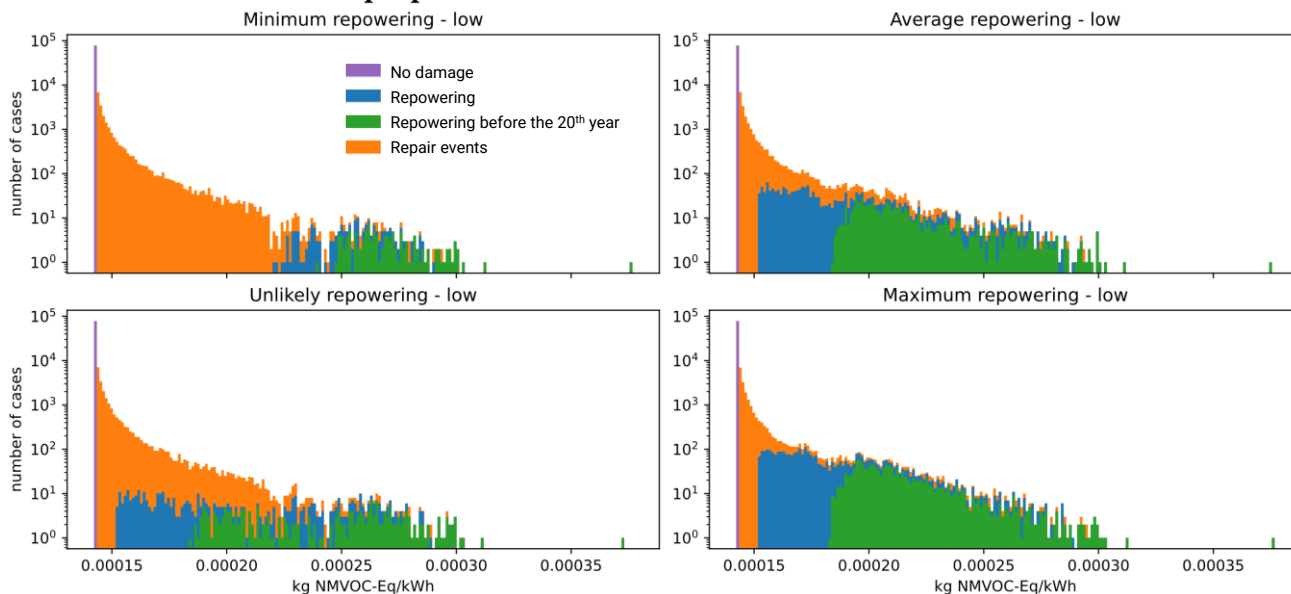 Minimum repowering - low
Average repowering - low
10⁵
10⁴
10³
10²
10¹
10⁰
number of cases
No damage
Repowering
Repowering before the 20ᵗʰ year
Repair events
10⁵
10⁴
10³
10²
10¹
10⁰
Unlikely repowering - low
Maximum repowering - low
10⁵
10⁴
10³
10²
10¹
10⁰
number of cases
0.00015 0.00020 0.00025 0.00030 0.00035
kg NMVOC-Eq/kWh
10⁵
10⁴
10³
10²
10¹
10⁰
0.00015 0.00020 0.00025 0.00030 0.00035
kg NMVOC-Eq/kWh